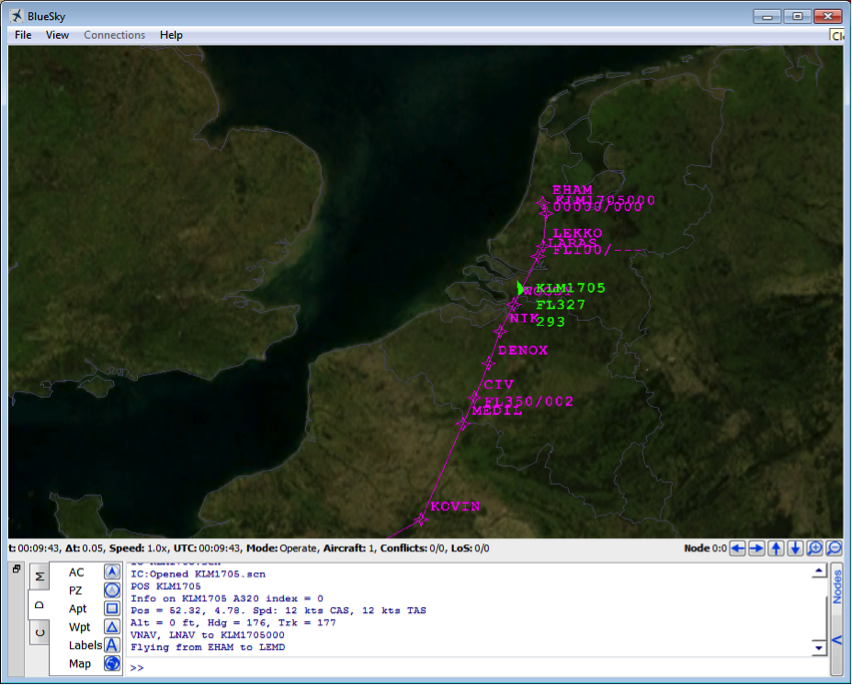 BlueSky
File View Connections Help
EHAM
KLM1705000
00000/000
LEKKO
LARAS
FL100/---
KLM1705
FL327
293
NIK
DENOX
CIV
FL350/002
MEDIL
KOVIN
t: 00:09:43, Δt: 0.05, Speed: 1.0x, UTC: 00:09:43, Mode: Operate, Aircraft: 1, Conflicts: 0/0, LoS: 0/0
Node 0:0
M
D
C
AC
PZ
Apt
Wpt
Labels
Map
IC:Opened KLM1705.scn
POS KLM1705
Info on KLM1705 A320 index = 0
Pos = 52.32, 4.78. Spd: 12 kts CAS, 12 kts TAS
Alt = 0 ft, Hdg = 176, Trk = 177
VNAV, LNAV to KLM1705000
Flying from EHAM to LEMD
>>
Nodes